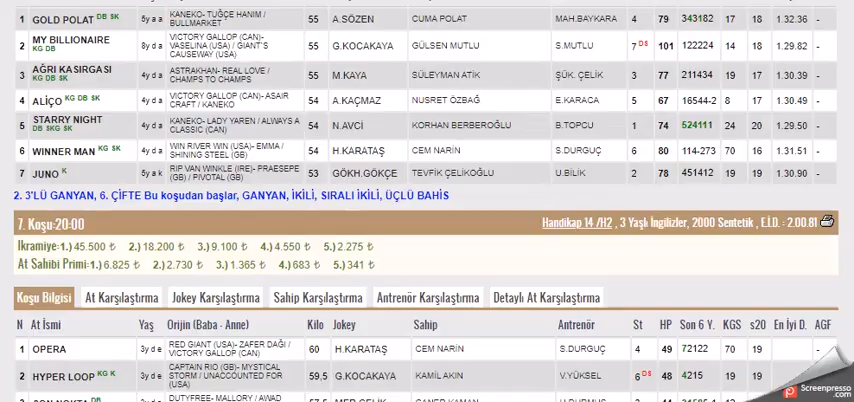 1 GOLD POLAT DB SK 5y a a KANEKO- TUĞÇE HANIM / BULLMARKET 55 A.SÖZEN CUMA POLAT MAH.BAYKARA 4 79 343182 17 18 1.32.36 -
2 MY BILLIONAIRE KG DB 8y d a VICTORY GALLOP (CAN)- VASELINA (USA) / GIANT'S CAUSEWAY (USA) 55 G.KOCAKAYA GÜLSEN MUTLU S.MUTLU 7 DS 101 122224 14 18 1.29.82 -
3 AĞRI KASIRGASI KG DB SK 4y d a ASTRAKHAN- REAL LOVE / CHAMPS TO CHAMPS 55 M.KAYA SÜLEYMAN ATİK ŞÜK. ÇELİK 3 77 211434 19 17 1.30.39 -
4 ALİÇO KG DB SK 4y d a VICTORY GALLOP (CAN)- ASAIR CRAFT / KANEKO 54 A.KAÇMAZ NUSRET ÖZBAĞ E.KARACA 5 67 16544-2 8 17 1.30.49 -
5 STARRY NIGHT DB SKG SK 4y d a KANEKO- LADY YAREN / ALWAYS A CLASSIC (CAN) 54 N.AVCİ KORHAN BERBEROĞLU B.TOPCU 1 74 524111 24 20 1.29.50 -
6 WINNER MAN KG SK 4y d a WIN RIVER WIN (USA)- EMMA / SHINING STEEL (GB) 54 H.KARATAŞ CEM NARİN S.DURGUÇ 6 80 114-273 70 16 1.31.51 -
7 JUNO K 5y a k RIP VAN WINKLE (IRE)- PRAESEPE (GB) / PIVOTAL (GB) 53 GÖKH.GÖKÇE TEVFİK ÇELİKOĞLU U.BİLİK 2 78 451412 19 19 1.30.90 -
2. 3'LÜ GANYAN, 6. ÇİFTE Bu koşudan başlar, GANYAN, İKİLİ, SIRALI İKİLİ, ÜÇLÜ BAHİS
7. Koşu:20:00 Handikap 14 /H2 , 3 Yaşlı İngilizler, 2000 Sentetik , E.İ.D. : 2.00.81
İkramiye:1.) 45.500 ₺ 2.) 18.200 ₺ 3.) 9.100 ₺ 4.) 4.550 ₺ 5.) 2.275 ₺
At Sahibi Primi:1.) 6.825 ₺ 2.) 2.730 ₺ 3.) 1.365 ₺ 4.) 683 ₺ 5.) 341 ₺
Koşu Bilgisi At Karşılaştırma Jokey Karşılaştırma Sahip Karşılaştırma Antrenör Karşılaştırma Detaylı At Karşılaştırma
N At İsmi Yaş Orijin (Baba - Anne) Kilo Jokey Sahip Antrenör St HP Son 6 Y. KGS s20 En İyi D. AGF
1 OPERA 3y d e RED GIANT (USA)- ZAFER DAĞI / VICTORY GALLOP (CAN) 60 H.KARATAŞ CEM NARİN S.DURGUÇ 4 49 72122 70 19 -
2 HYPER LOOP KG K 3y d e CAPTAIN RIO (GB)- MYSTICAL STORM / UNACCOUNTED FOR (USA) 59,5 G.KOCAKAYA KAMİL AKIN V.YÜKSEL 6 DS 48 4215 19 19
DUTYFREE- MALLORY / AWAD
Screenpresso
Screenpresso.com